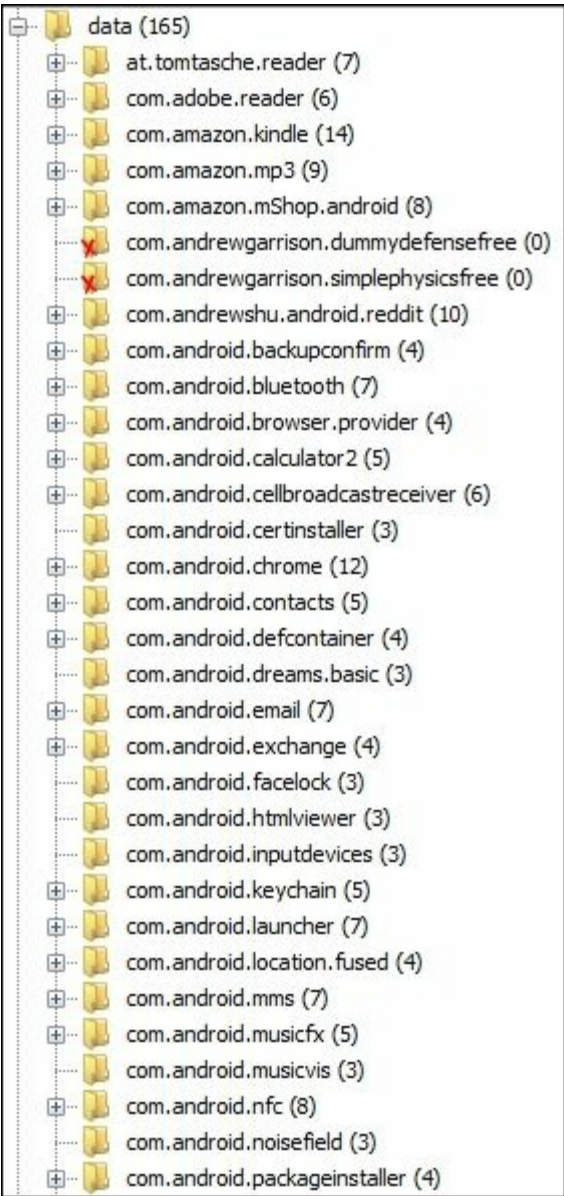 data (165)
at.tomtasche.reader (7)
com.adobe.reader (6)
com.amazon.kindle (14)
com.amazon.mp3 (9)
com.amazon.mShop.android (8)
com.andrewgarrison.dummydefensefree (0)
com.andrewgarrison.simplephysicsfree (0)
com.andrewshu.android.reddit (10)
com.android.backupconfirm (4)
com.android.bluetooth (7)
com.android.browser.provider (4)
com.android.calculator2 (5)
com.android.cellbroadcastreceiver (6)
com.android.certinstaller (3)
com.android.chrome (12)
com.android.contacts (5)
com.android.defcontainer (4)
com.android.dreams.basic (3)
com.android.email (7)
com.android.exchange (4)
com.android.facelock (3)
com.android.htmlviewer (3)
com.android.inputdevices (3)
com.android.keychain (5)
com.android.launcher (7)
com.android.location.fused (4)
com.android.mms (7)
com.android.musicfx (5)
com.android.musicvis (3)
com.android.nfc (8)
com.android.noisefield (3)
com.android.packageinstaller (4)